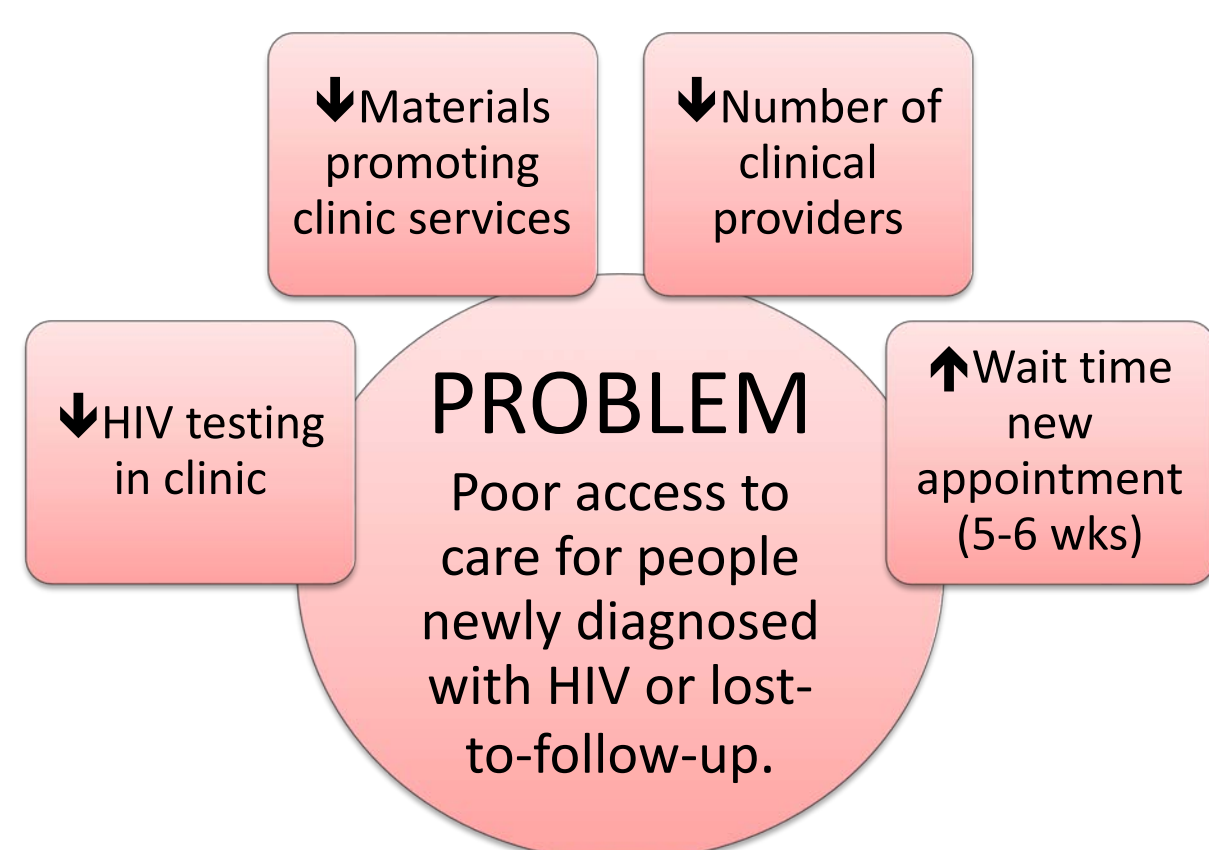 🡫Materials
promoting
clinic services
🡫Number of
clinical
providers
🡫HIV testing
in clinic
PROBLEM
Poor access to
care for people
newly diagnosed
with HIV or lost-
to-follow-up.
🡩Wait time
new
appointment
(5-6 wks)